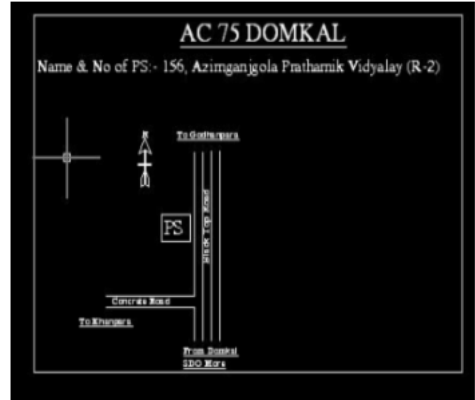 AC 75 DOMKAL
Name & No of PS:- 156, Azimganjgola Prathamik Vidyalay (R-2)
N
To Godhanpara
PS
Black Top Road
Concrete Road
To Khanpara
From Domkal
SDO More